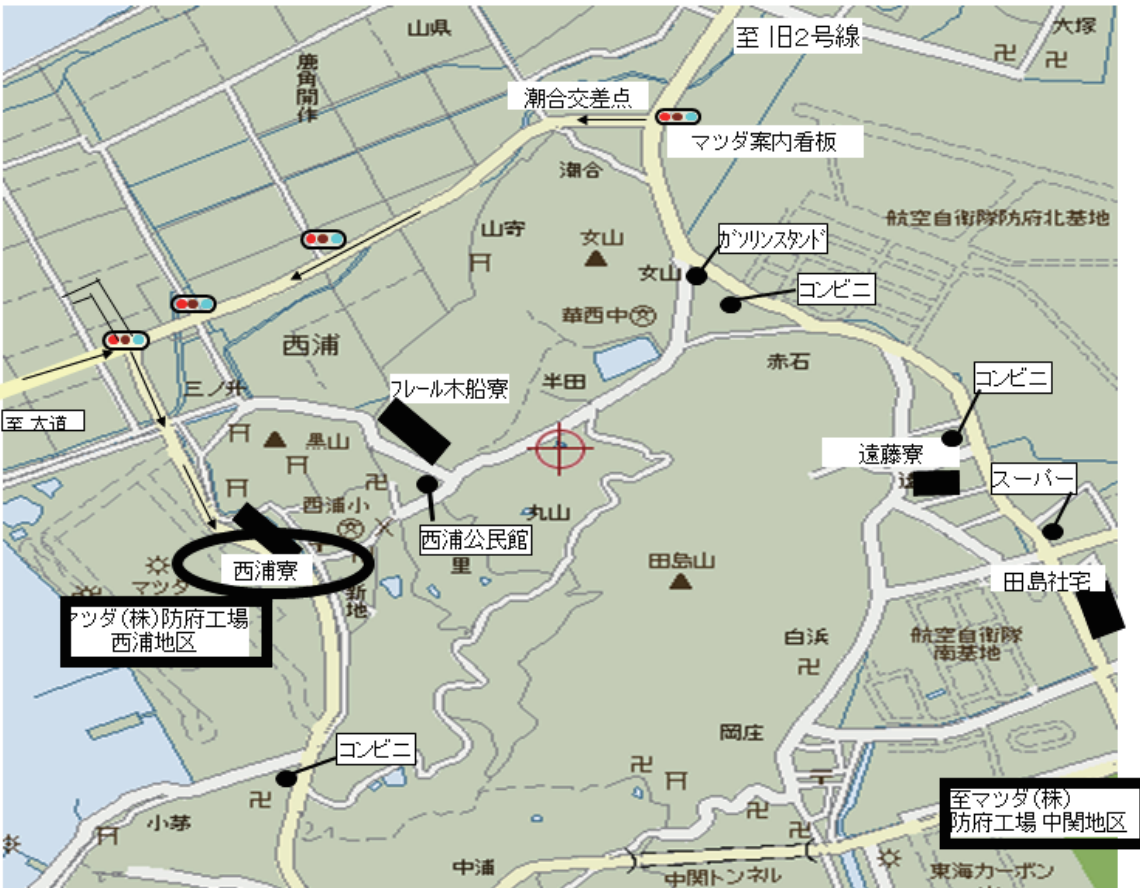 山県
至 旧2号線
大塚
鹿角開作
潮合交差点
マツダ案内看板
潮合
航空自衛隊防府北基地
山寄
女山
ガソリンスタンド
女山
コンビニ
華西中
西浦
赤石
三ノ升
フレール木船寮
半田
コンビニ
至 大道
黒山
遠藤寮
スーパー
西浦小
丸山
西浦公民館
里
田島山
西浦寮
マツダ
新地
田島社宅
マツダ(株)防府工場
西浦地区
白浜
航空自衛隊
南基地
岡庄
コンビニ
小茅
至マツダ(株)
防府工場 中関地区
中浦
中関トンネル
東海カーボン